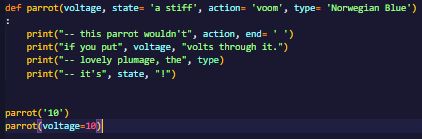 def parrot(voltage, state= 'a stiff', action= 'voom', type= 'Norwegian Blue')
:
    print("-- this parrot wouldn't", action, end= ' ')
    print("if you put", voltage, "volts through it.")
    print("-- lovely plumage, the", type)
    print("-- it's", state, "!")
parrot('10')
parrot(voltage=10)